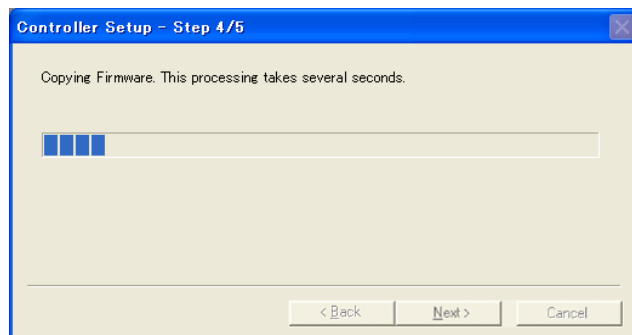 Controller Setup - Step 4/5
Copying Firmware. This processing takes several seconds.
< Back
Next >
Cancel